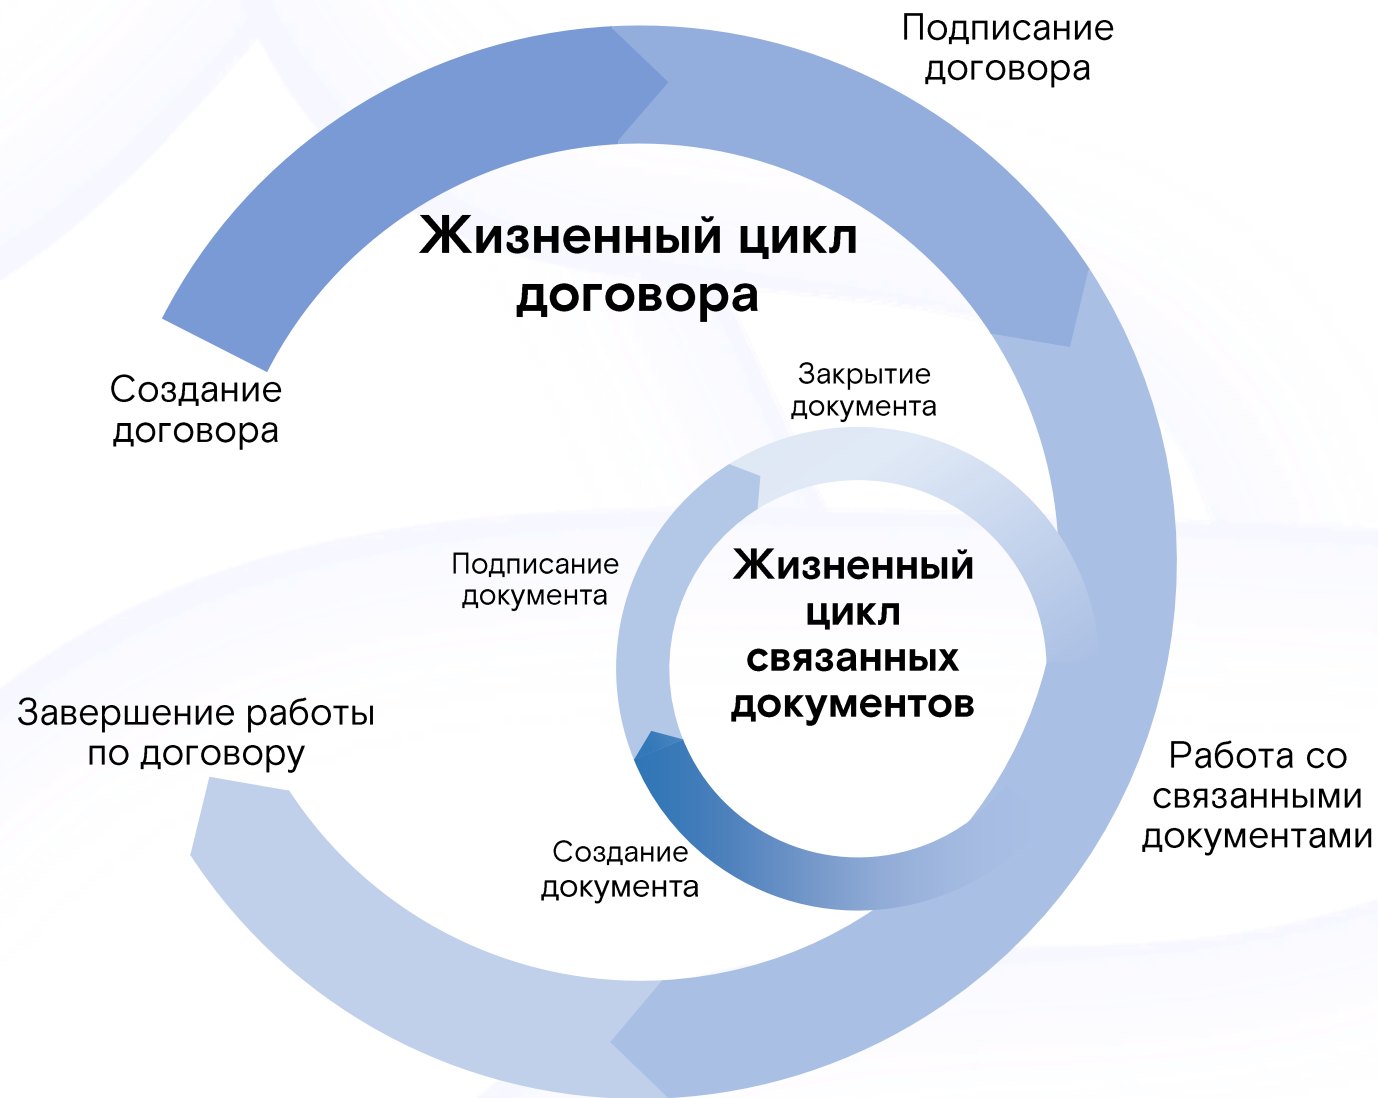 Подписание
договора
Жизненный цикл
договора
Создание
договора
Закрытие
документа
Подписание
документа
Жизненный
цикл
связанных
документов
Завершение работы
по договору
Работа со
связанными
документами
Создание
документа